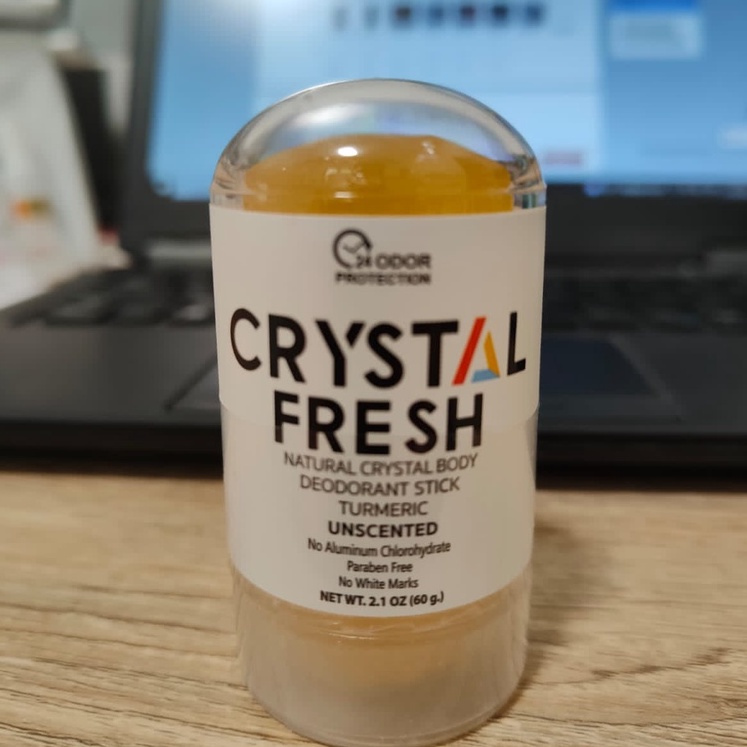 24 ODOR
PROTECTION
CRYSTAL
FRESH
NATURAL CRYSTAL BODY
DEODORANT STICK
TURMERIC
UNSCENTED
No Aluminum Chlorohydrate
Paraben Free
No White Marks
NET WT. 2.1 OZ (60 g.)